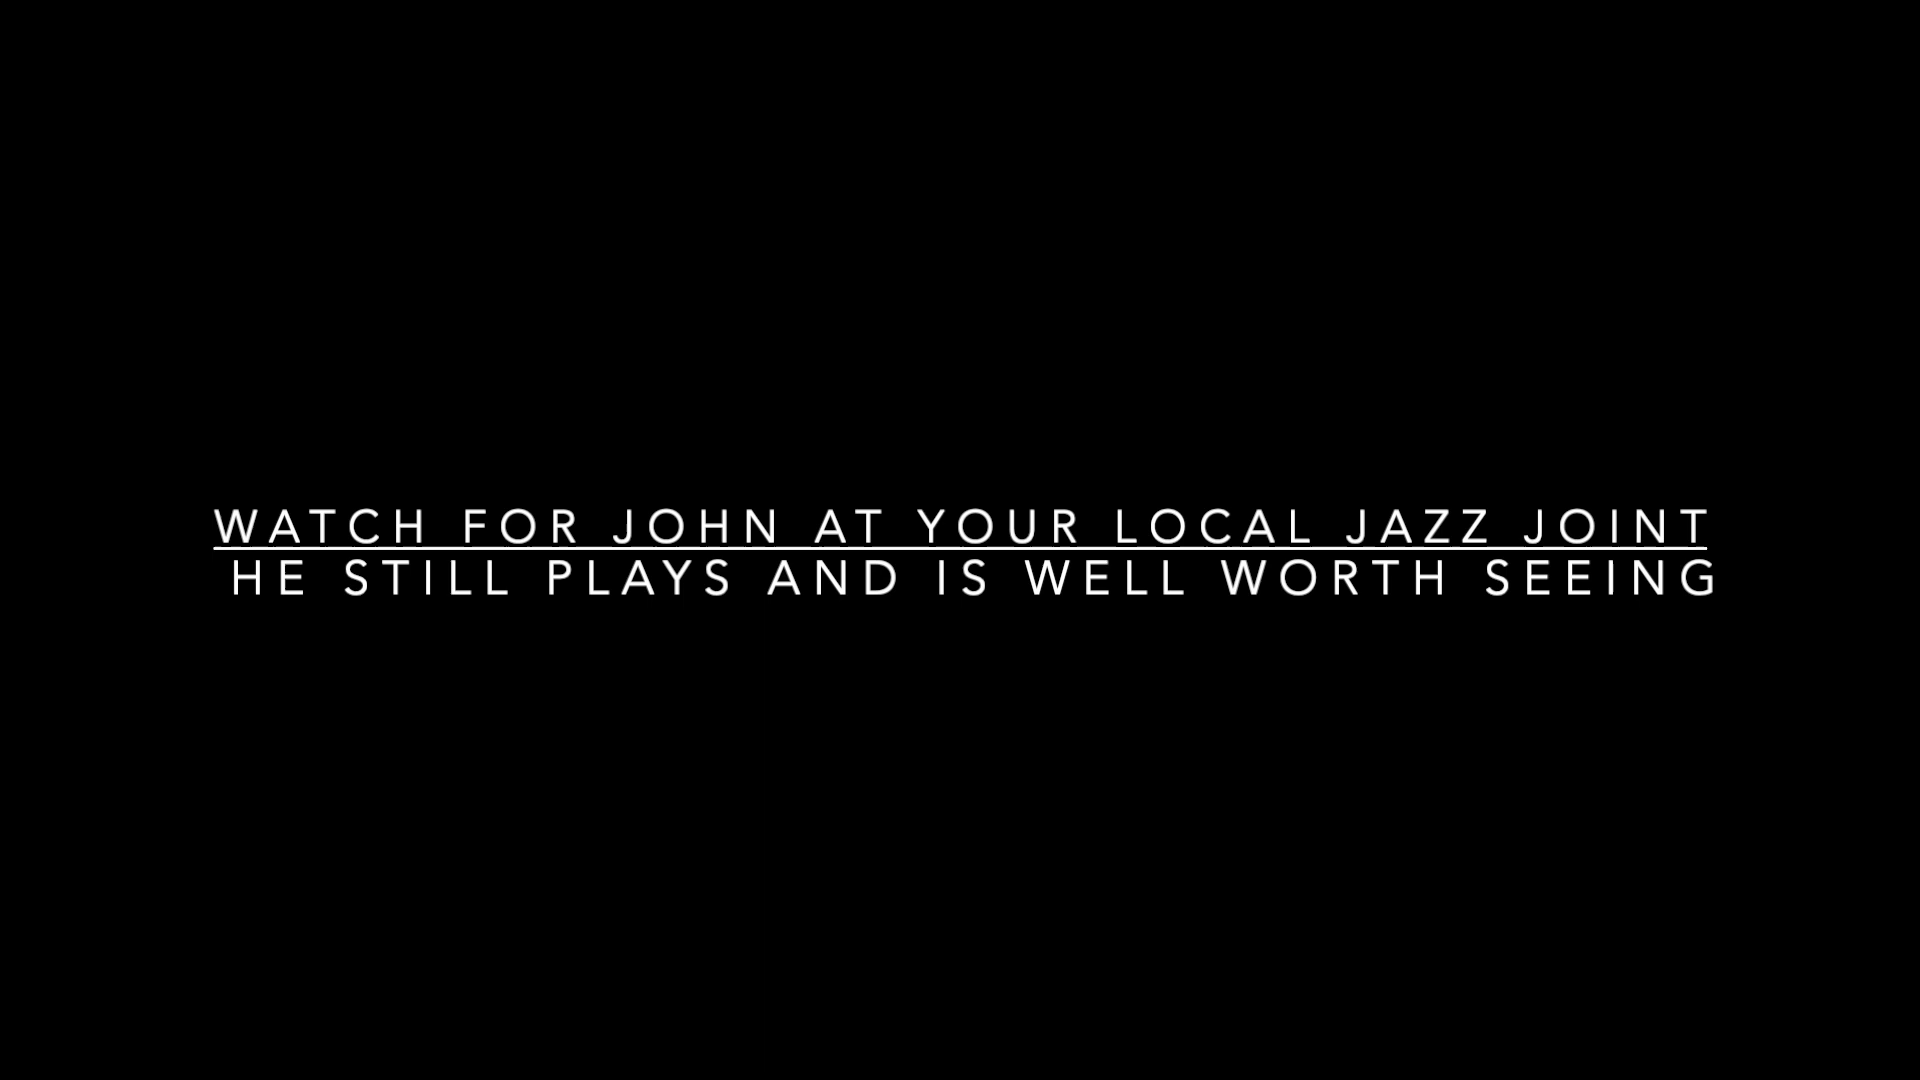 WATCH FOR JOHN AT YOUR LOCAL JAZZ JOINT
HE STILL PLAYS AND IS WELL WORTH SEEING